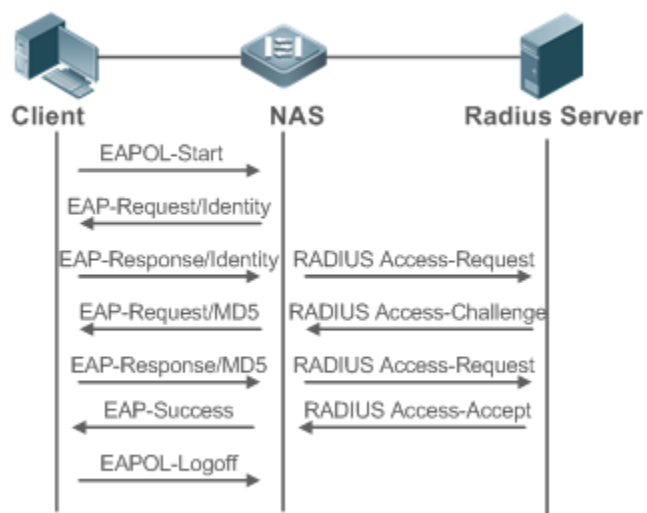 Client NAS Radius Server
EAPOL-Start
EAP-Request/Identity
EAP-Response/Identity RADIUS Access-Request
EAP-Request/MD5 RADIUS Access-Challenge
EAP-Response/MD5 RADIUS Access-Request
EAP-Success RADIUS Access-Accept
EAPOL-Logoff